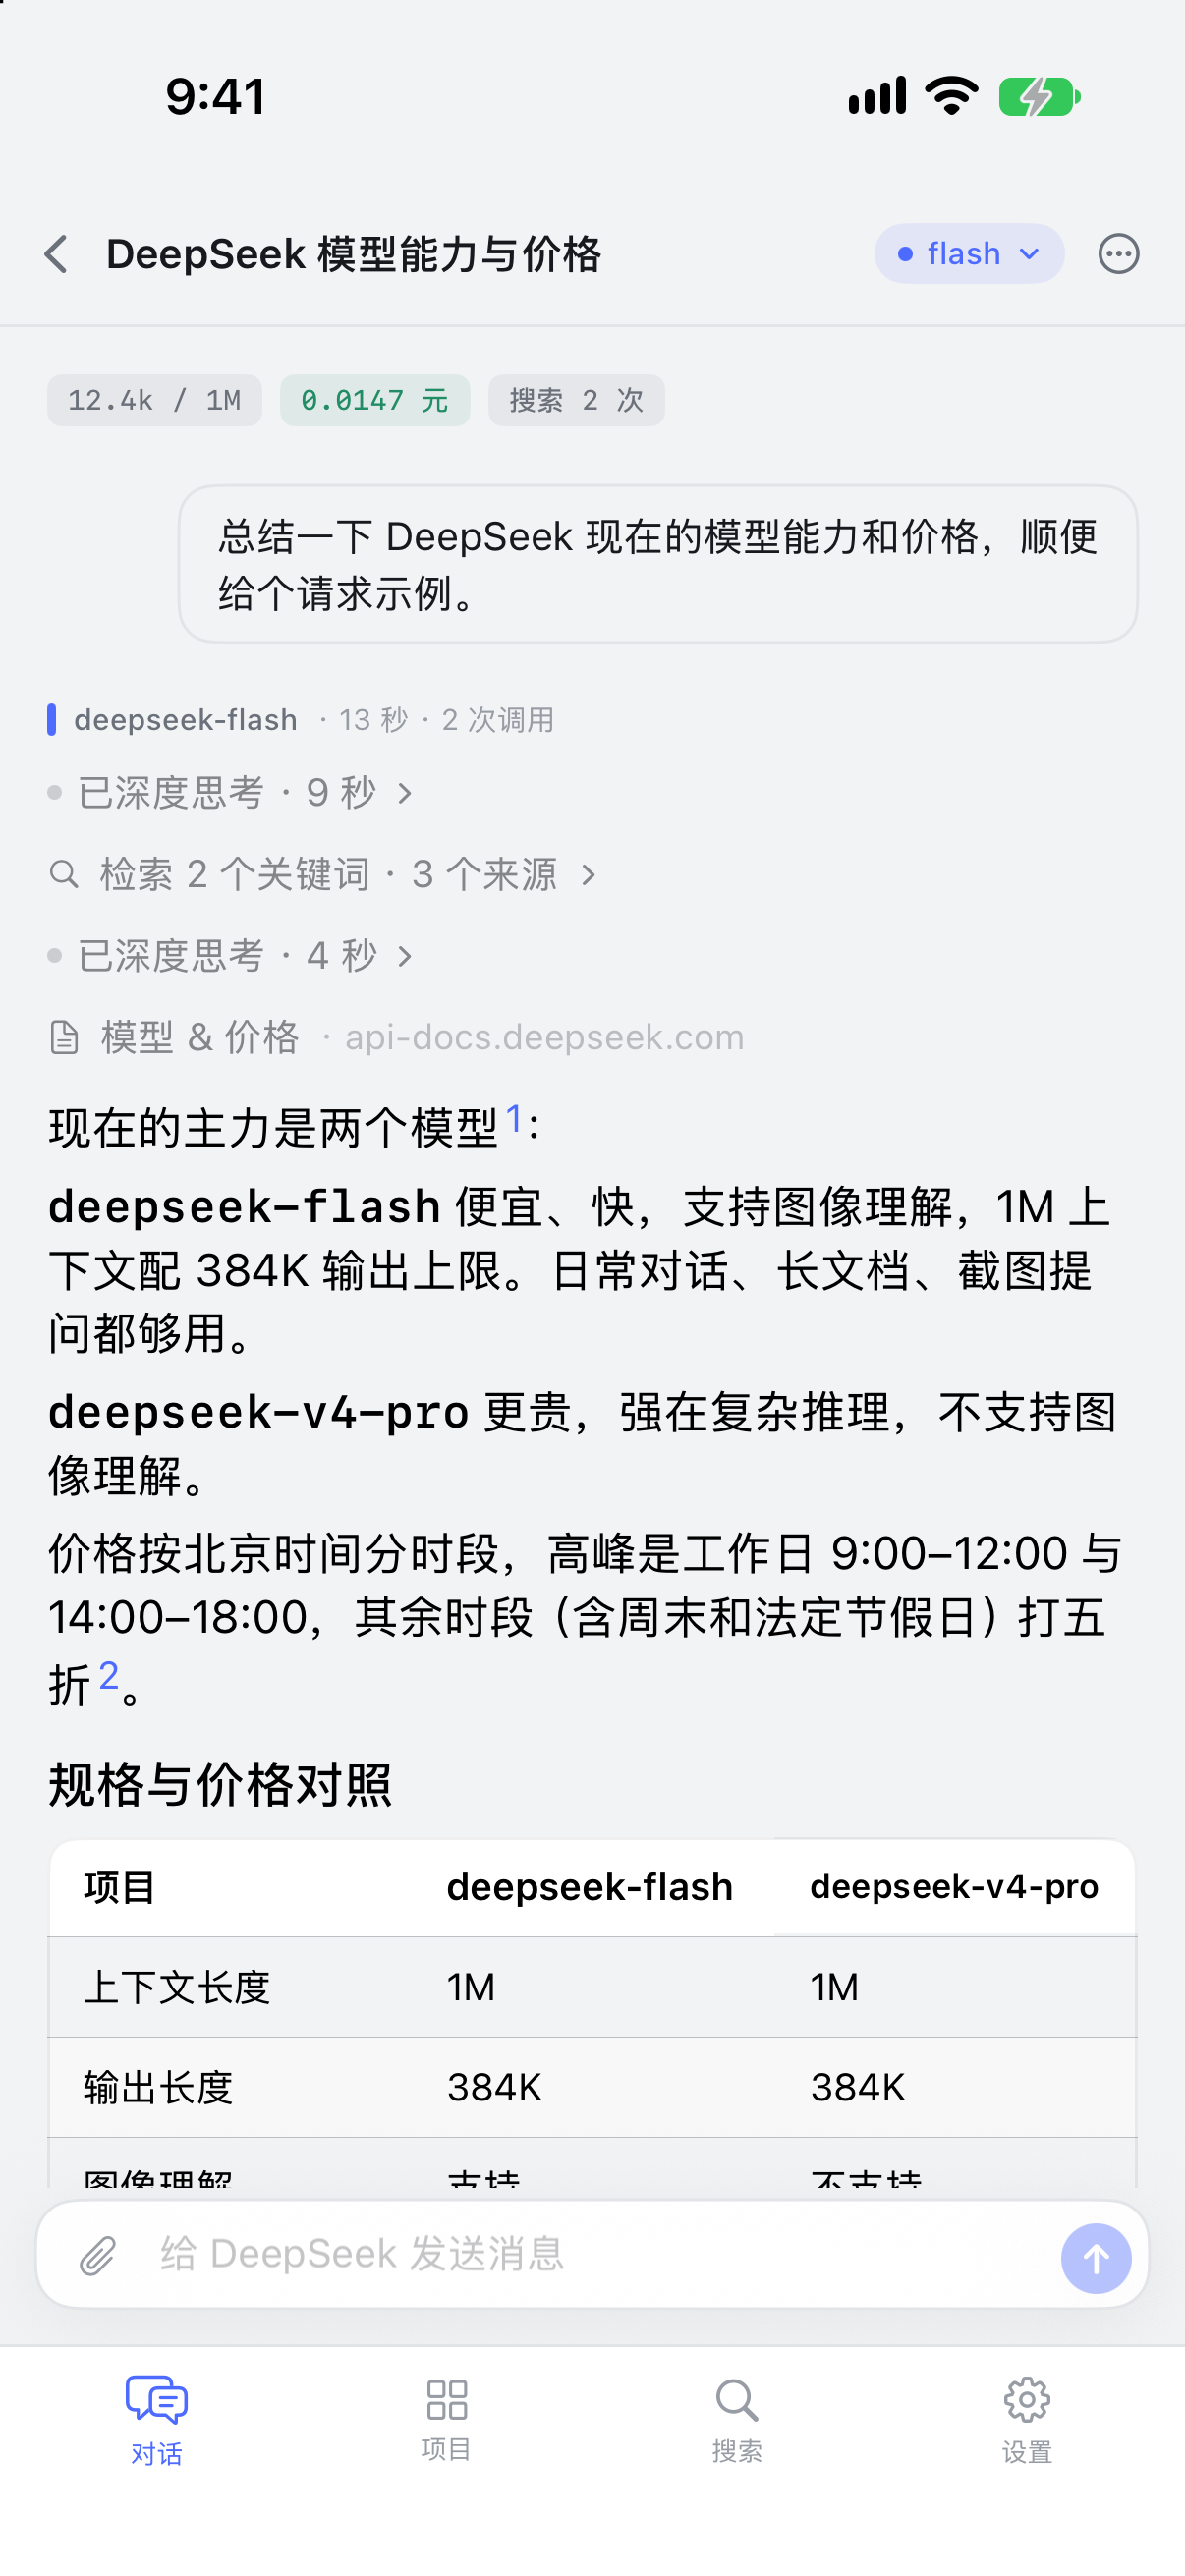 9:41
DeepSeek 模型能力与价格
flash
12.4k / 1M
0.0147 元
搜索 2 次
总结一下 DeepSeek 现在的模型能力和价格，顺便
给个请求示例。
deepseek-flash · 13 秒 · 2 次调用
已深度思考 · 9 秒
检索 2 个关键词 · 3 个来源
已深度思考 · 4 秒
模型 & 价格 · api-docs.deepseek.com
现在的主力是两个模型1：
deepseek-flash 便宜、快，支持图像理解，1M 上
下文配 384K 输出上限。日常对话、长文档、截图提
问都够用。
deepseek-v4-pro 更贵，强在复杂推理，不支持图
像理解。
价格按北京时间分时段，高峰是工作日 9:00–12:00 与
14:00–18:00，其余时段（含周末和法定节假日）打五
折2。
规格与价格对照
项目 deepseek-flash deepseek-v4-pro
上下文长度 1M 1M
输出长度 384K 384K
图像理解 支持 不支持
给 DeepSeek 发送消息
对话 项目 搜索 设置